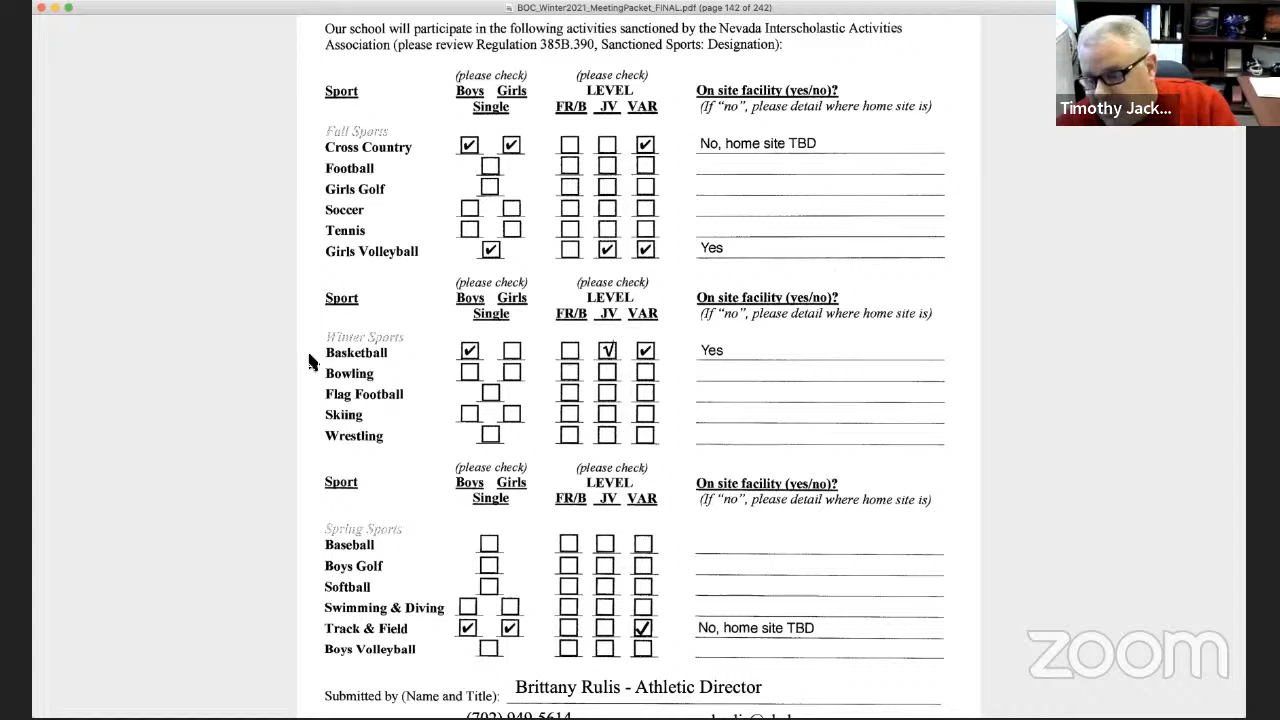 BOC_Winter2021_MeetingPacket_FINAL.pdf (page 142 of 242)
Our school will participate in the following activities sanctioned by the Nevada Interscholastic Activities
Association (please review Regulation 385B.390, Sanctioned Sports: Designation):
(please check) (please check)
Sport Boys Girls LEVEL On site facility (yes/no)?
Single FR/B JV VAR (If "no", please detail where home site is)
Fall Sports
Cross Country ✔ ✔ ✔ No, home site TBD
Football
Girls Golf
Soccer
Tennis
Girls Volleyball ✔ ✔ ✔ Yes
(please check) (please check)
Sport Boys Girls LEVEL On site facility (yes/no)?
Single FR/B JV VAR (If "no", please detail where home site is)
Winter Sports
Basketball ✔ √ ✔ Yes
Bowling
Flag Football
Skiing
Wrestling
(please check) (please check)
Sport Boys Girls LEVEL On site facility (yes/no)?
Single FR/B JV VAR (If "no", please detail where home site is)
Spring Sports
Baseball
Boys Golf
Softball
Swimming & Diving
Track & Field ✔ ✔ ✓ No, home site TBD
Boys Volleyball
Submitted by (Name and Title): Brittany Rulis - Athletic Director
(702) 949-5614
Timothy Jack...
zoom